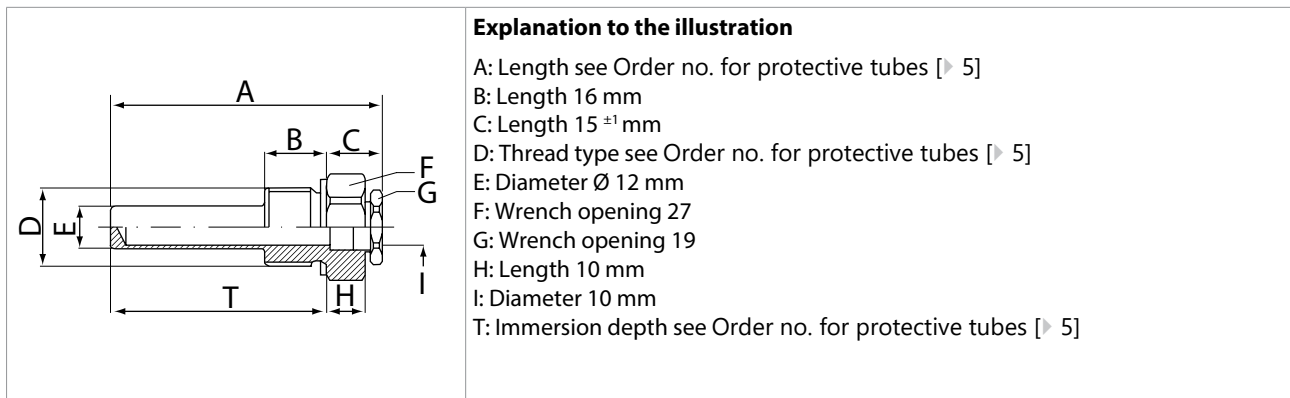 A
B
C
F
G
D
E
I
T
H
Explanation to the illustration
A: Length see Order no. for protective tubes [▶ 5]
B: Length 16 mm
C: Length 15 ±1 mm
D: Thread type see Order no. for protective tubes [▶ 5]
E: Diameter Ø 12 mm
F: Wrench opening 27
G: Wrench opening 19
H: Length 10 mm
I: Diameter 10 mm
T: Immersion depth see Order no. for protective tubes [▶ 5]